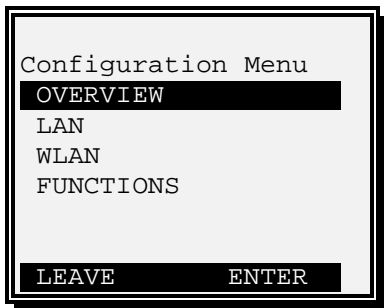 Configuration Menu
OVERVIEW
LAN
WLAN
FUNCTIONS
LEAVE ENTER